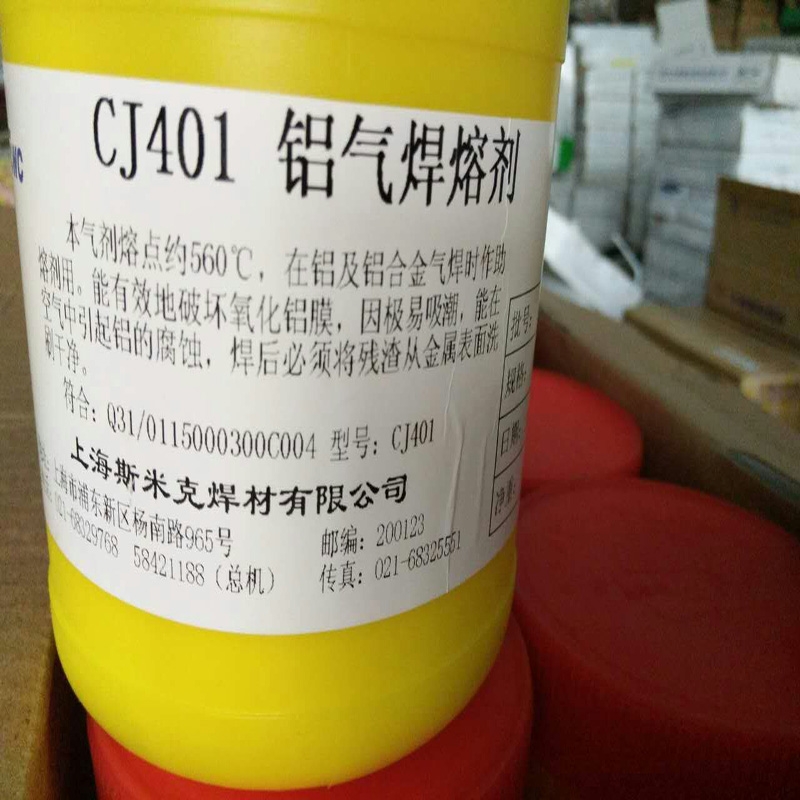 MC
CJ401 铝气焊熔剂
本气剂熔点约560℃，在铝及铝合金气焊时作助
熔剂用。能有效地破坏氧化铝膜，因极易吸潮，能在
空气中引起铝的腐蚀，焊后必须将残渣从金属表面洗
刷干净。
符合：Q31/0115000300C004 型号：CJ401
上海斯米克焊材有限公司
上海市浦东新区杨南路965号 邮编：200123
021-68329768 58421188（总机） 传真：021-68325551
批号：
规格：
日期：
净重：